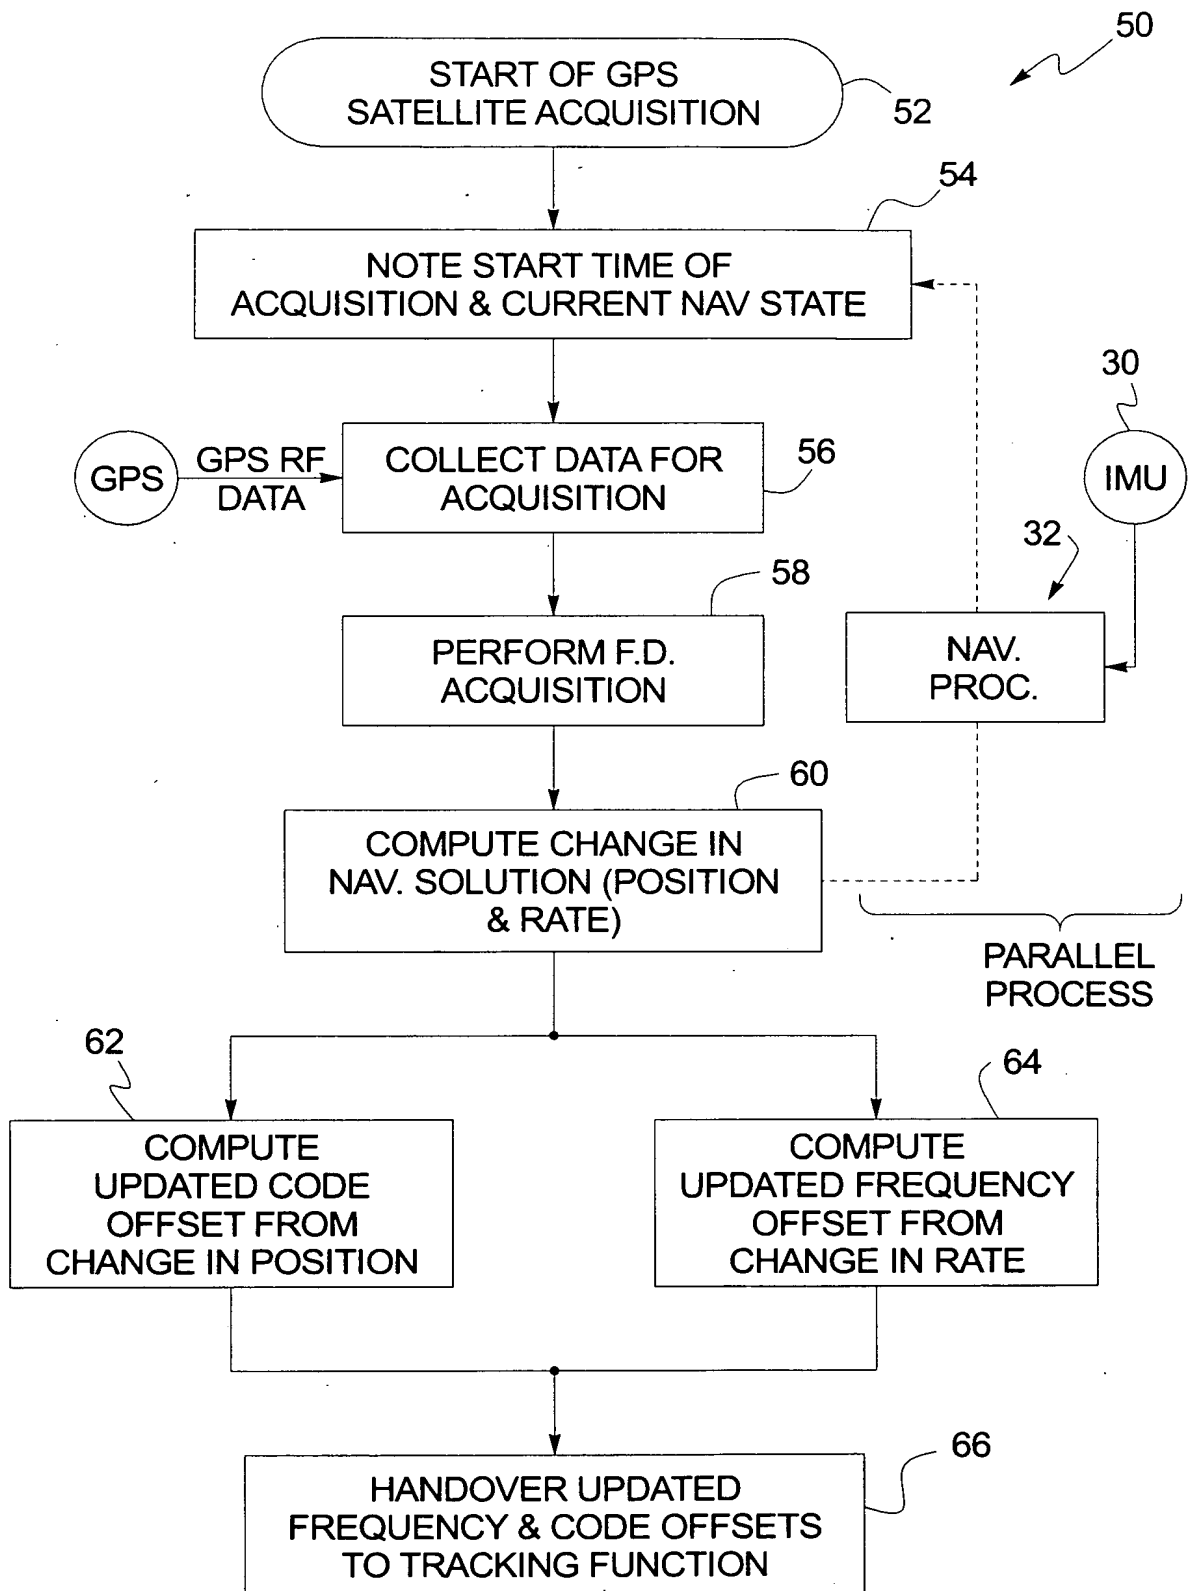 50
START OF GPS
SATELLITE ACQUISITION
52
54
NOTE START TIME OF
ACQUISITION & CURRENT NAV STATE
30
GPS
GPS RF
DATA
COLLECT DATA FOR
ACQUISITION
56
IMU
32
58
PERFORM F.D.
ACQUISITION
NAV.
PROC.
60
COMPUTE CHANGE IN
NAV. SOLUTION (POSITION
& RATE)
PARALLEL
PROCESS
62
64
COMPUTE
UPDATED CODE
OFFSET FROM
CHANGE IN POSITION
COMPUTE
UPDATED FREQUENCY
OFFSET FROM
CHANGE IN RATE
66
HANDOVER UPDATED
FREQUENCY & CODE OFFSETS
TO TRACKING FUNCTION